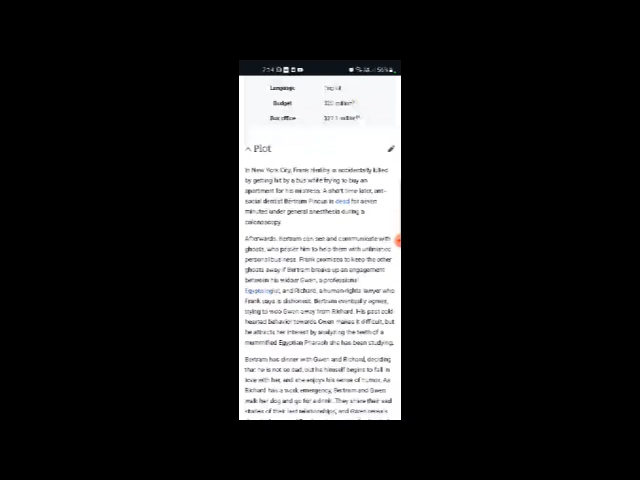 Language English
Budget $20 million
Box office
Plot
In New York City, Frank Herlihy is accidentally killed
by getting hit by a bus while trying to buy an
apartment for his mistress. A short time later, anti-
social dentist Bertram Pincus is dead for seven
minutes under general anesthesia during a
colonoscopy.
Afterwards, Bertram can see and communicate with
ghosts, who pester him to help them with unfinished
personal business. Frank promises to keep the other
ghosts away if Bertram breaks up an engagement
between his widow Gwen, a professional
Egyptologist, and Richard, a human-rights lawyer who
Frank says is dishonest. Bertram eventually agrees,
trying to woo Gwen away from Richard. His past cold-
hearted behavior towards Gwen makes it difficult, but
he attracts her interest by analyzing the teeth of a
mummified Egyptian Pharaoh she has been studying.
Bertram has dinner with Gwen and Richard, deciding
that he is not so bad, but he himself begins to fall in
love with her, and she enjoys his sense of humor. As
Richard has a work emergency, Bertram and Gwen
walk her dog and go for a drink. They share their sad
stories of their last relationships, and Gwen reveals